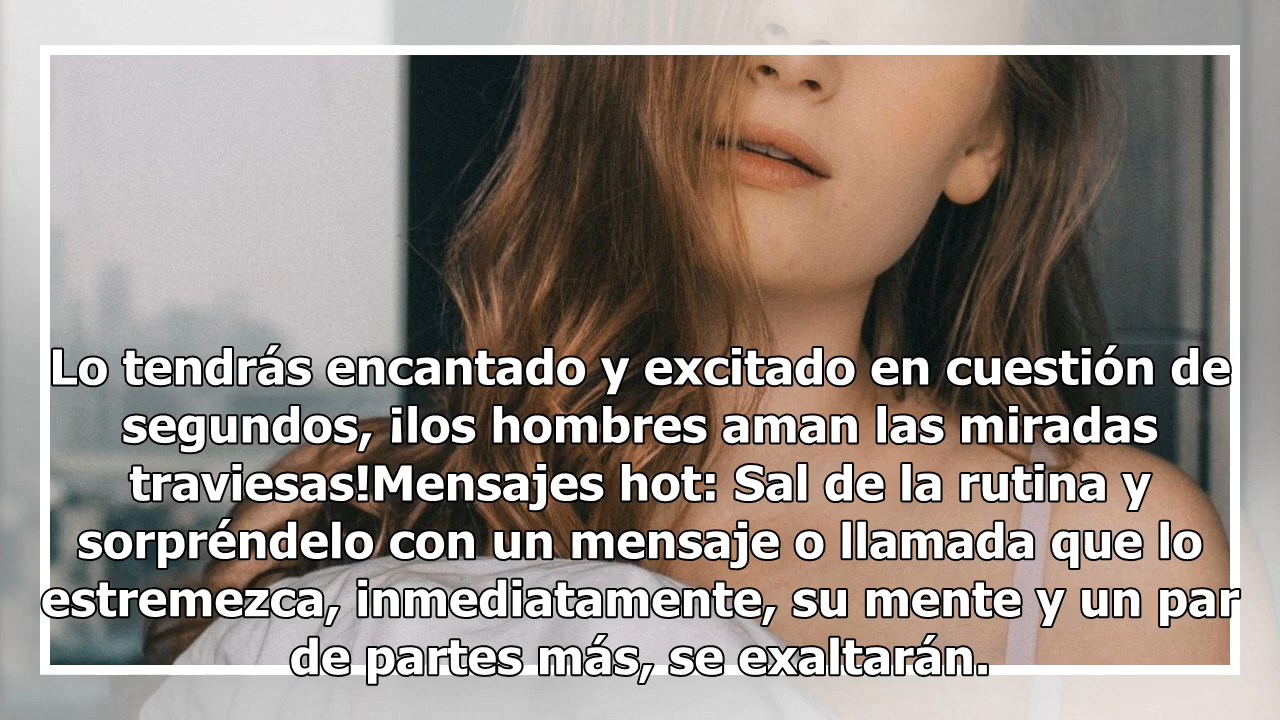 Lo tendrás encantado y excitado en cuestión de
segundos, ¡los hombres aman las miradas
traviesas!Mensajes hot: Sal de la rutina y
sorpréndelo con un mensaje o llamada que lo
estremezca, inmediatamente, su mente y un par
de partes más, se exaltarán.